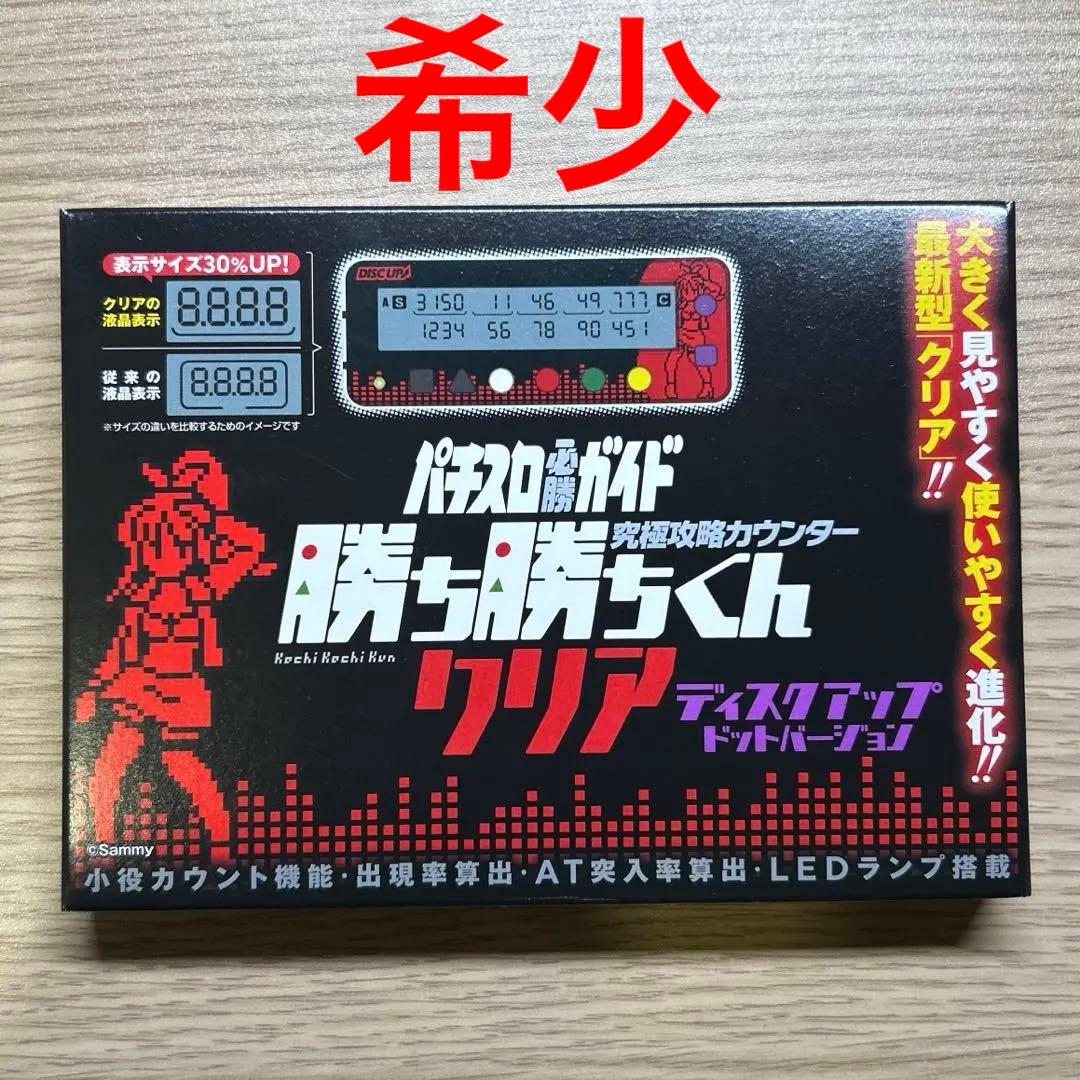 希少
表示サイズ30%UP!
クリアの
液晶表示
8.8.8.8
従来の
液晶表示
8.8.8.8
※サイズの違いを比較するためのイメージです
DISC UP
A S 3150 11 46 49 777 C
1234 56 78 90 451
大きく見やすく使いやすく進化!!
最新型「クリア」!!
パチスロ必勝ガイド
究極攻略カウンター
勝ち勝ちくん
Kachi Kachi Kun
クリア
ディスクアップ
ドットバージョン
©Sammy
小役カウント機能・出現率算出・AT突入率算出・LEDランプ搭載